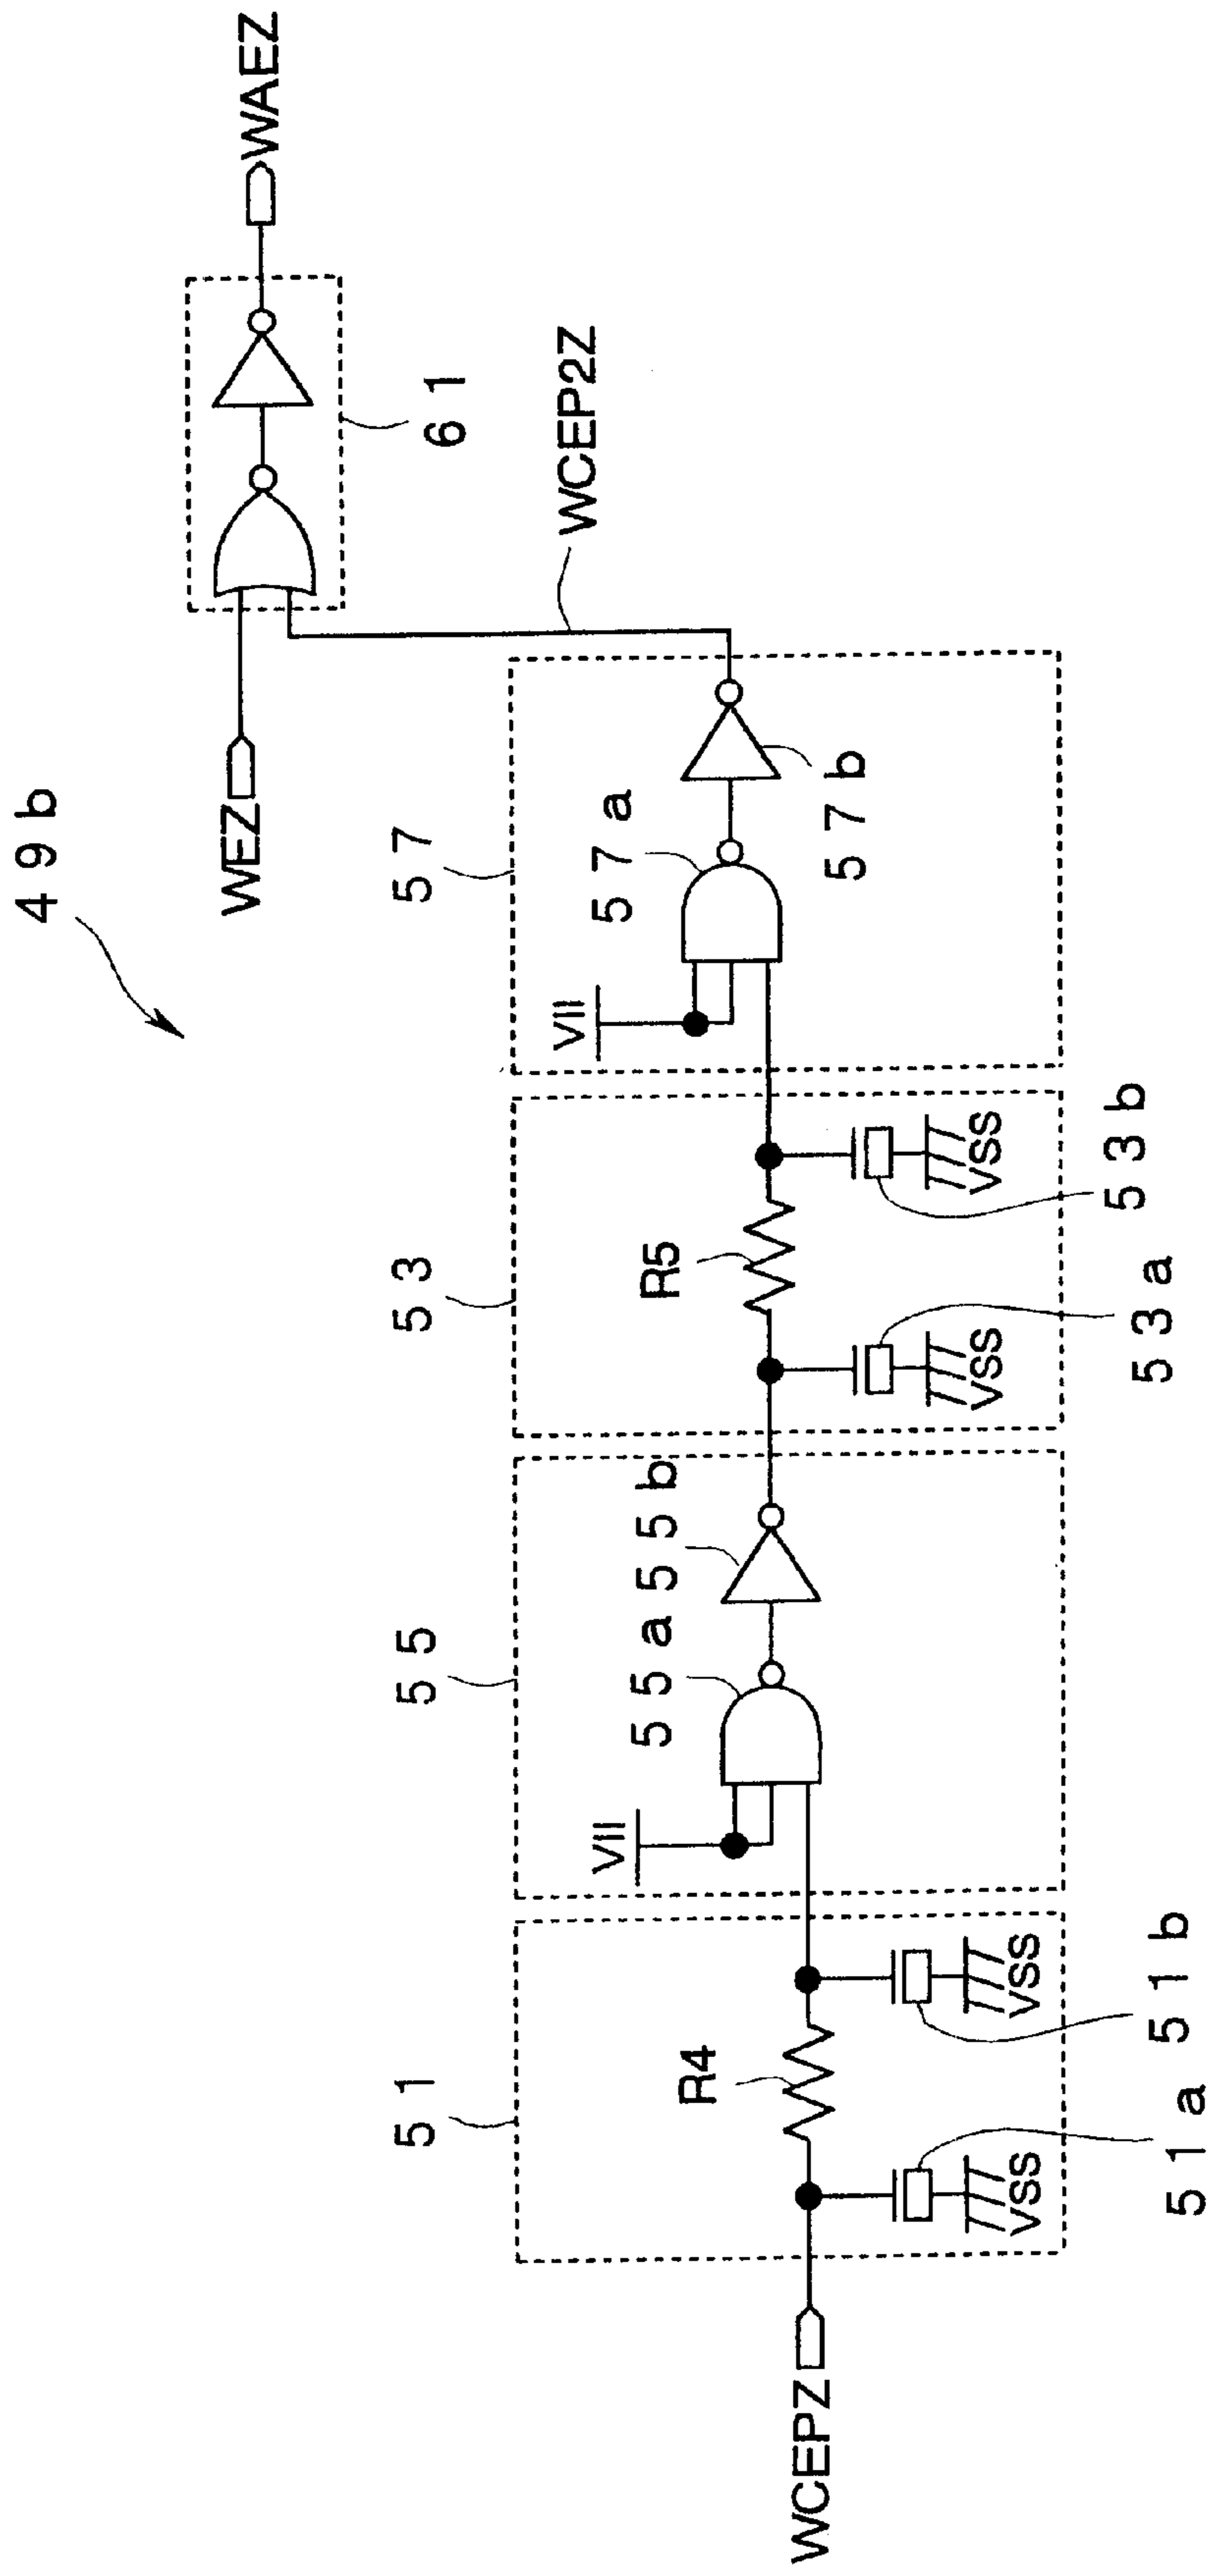 49b
WEZ
WAEZ
61
WCEP2Z
51
55
53
57
R4
VII
55a
55b
R5
VII
57a
57b
WCEPZ
VSS
VSS
VSS
VSS
51a
51b
53a
53b